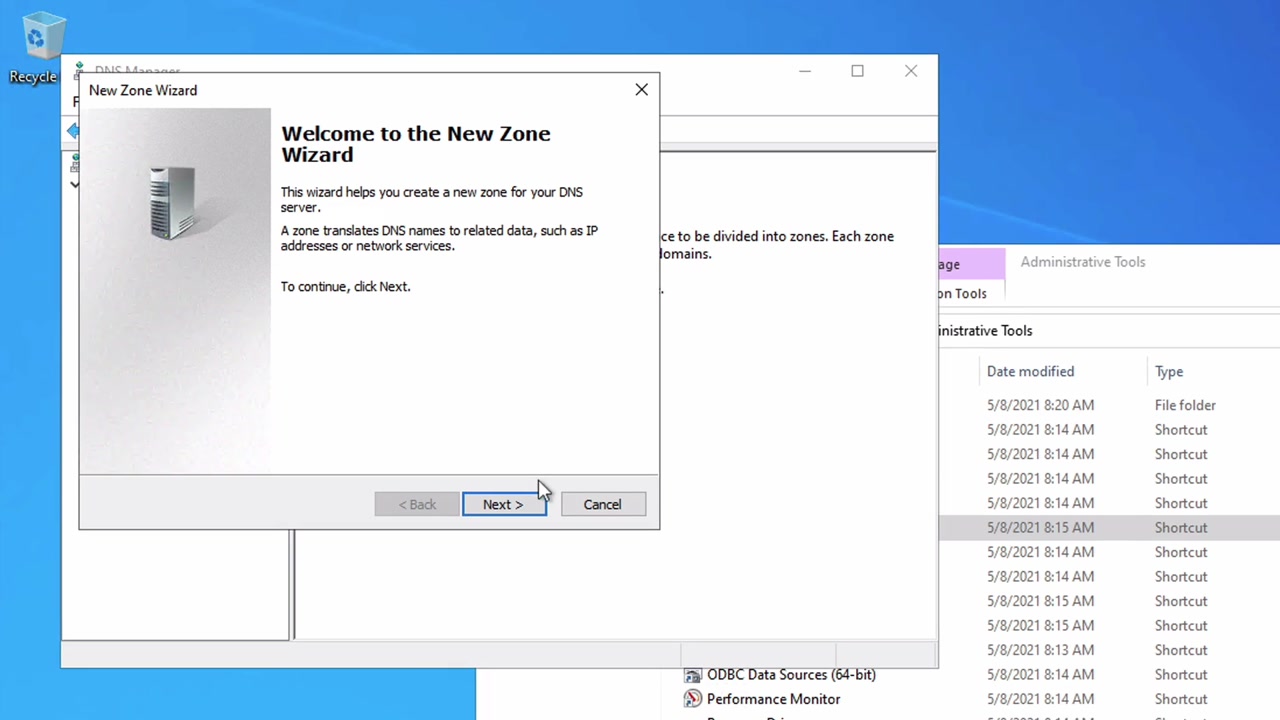 Recycle
DNS Manager
New Zone Wizard
Welcome to the New Zone
Wizard
This wizard helps you create a new zone for your DNS
server.
A zone translates DNS names to related data, such as IP
addresses or network services.
To continue, click Next.
< Back
Next >
Cancel
ce to be divided into zones. Each zone
domains.
age
Administrative Tools
on Tools
inistrative Tools
Date modified
Type
5/8/2021 8:20 AM
File folder
5/8/2021 8:14 AM
Shortcut
5/8/2021 8:14 AM
Shortcut
5/8/2021 8:14 AM
Shortcut
5/8/2021 8:14 AM
Shortcut
5/8/2021 8:15 AM
Shortcut
5/8/2021 8:14 AM
Shortcut
5/8/2021 8:14 AM
Shortcut
5/8/2021 8:15 AM
Shortcut
5/8/2021 8:15 AM
Shortcut
5/8/2021 8:13 AM
Shortcut
ODBC Data Sources (64-bit)
5/8/2021 8:14 AM
Shortcut
Performance Monitor
5/8/2021 8:14 AM
Shortcut